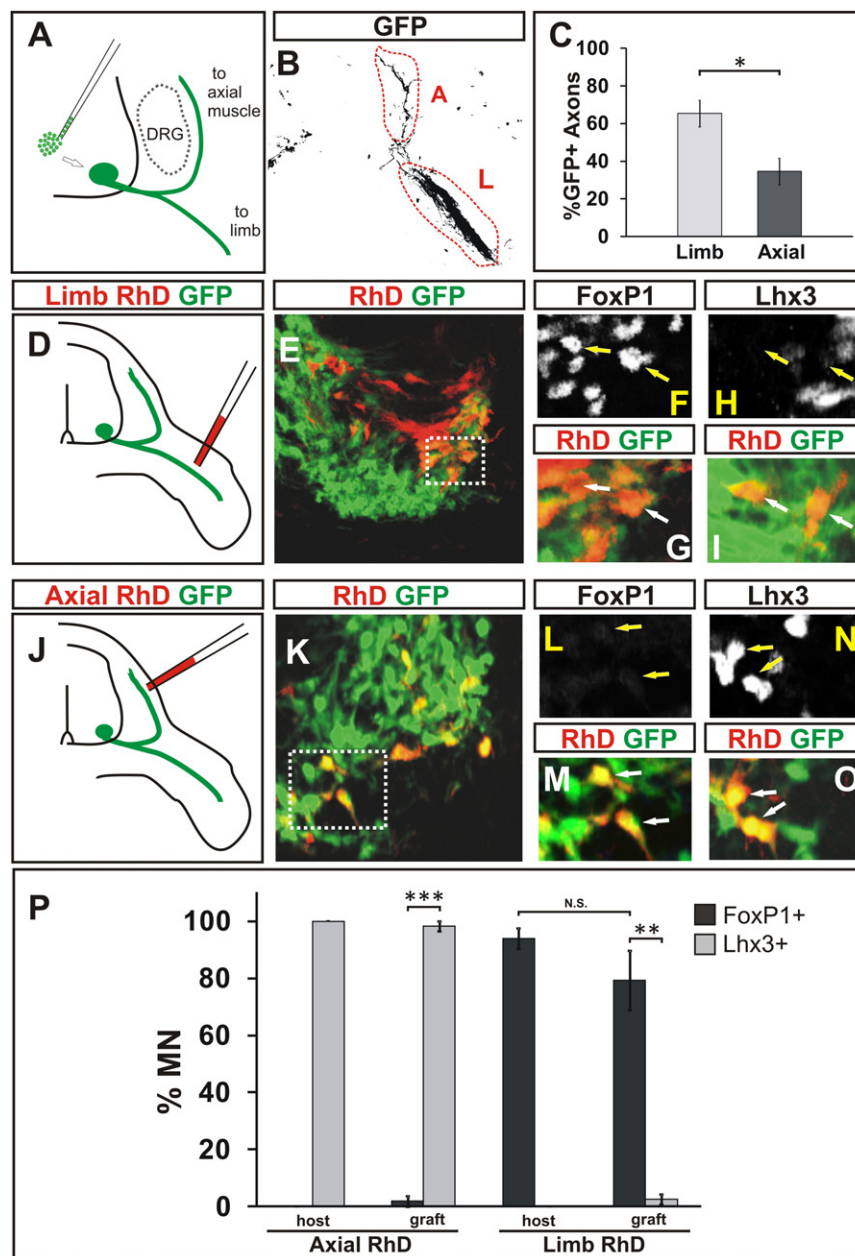 A
to
axial
muscle
DRG
to
limb
GFP
B
A
L
C
%GFP+ Axons
100
80
60
40
20
0
*
Limb
Axial
Limb RhD GFP
D
RhD GFP
E
FoxP1
F
Lhx3
H
RhD GFP
G
RhD GFP
I
Axial RhD GFP
J
RhD GFP
K
FoxP1
L
Lhx3
N
RhD GFP
M
RhD GFP
O
P
% MN
100
80
60
40
20
0
***
N.S.
**
FoxP1+
Lhx3+
host graft host graft
Axial RhD Limb RhD